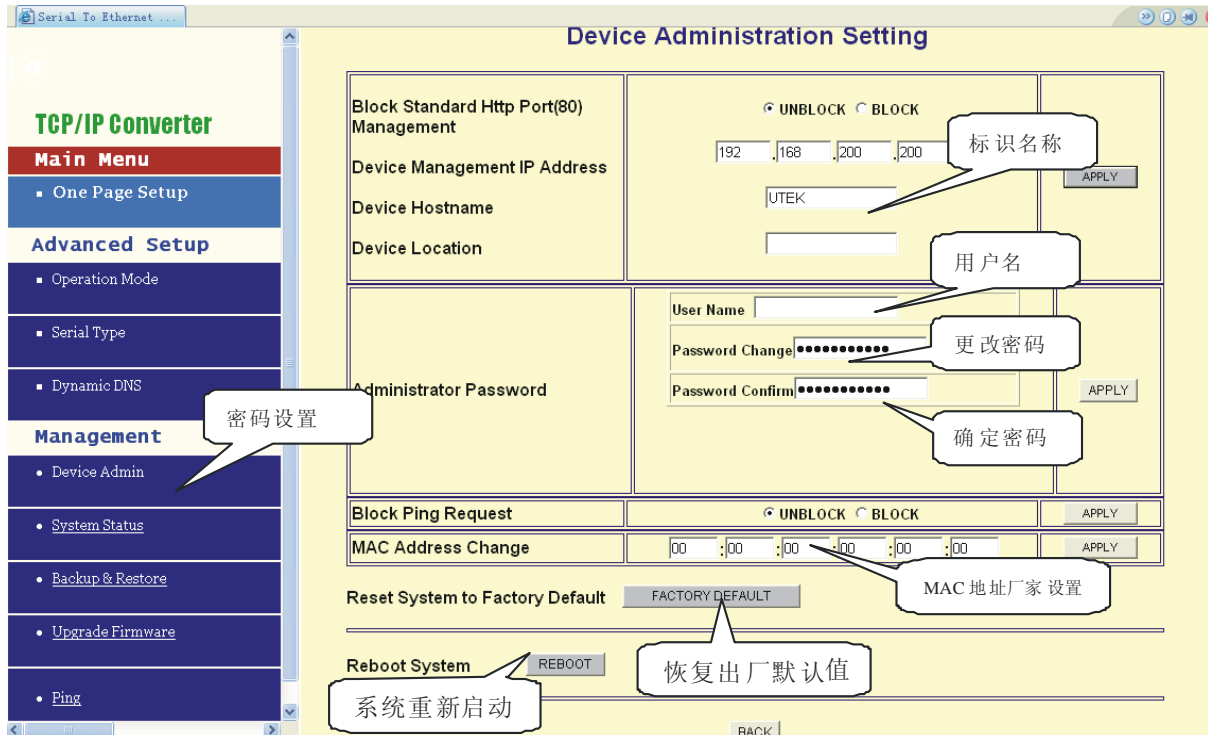 Serial To Ethernet ...
TCP/IP Converter
Main Menu
One Page Setup
Advanced Setup
Operation Mode
Serial Type
Dynamic DNS
Management
密码设置
Device Admin
System Status
Backup & Restore
Upgrade Firmware
Ping
Device Administration Setting
Block Standard Http Port(80)
Management
UNBLOCK BLOCK
标识名称
Device Management IP Address
192 .168 .200 .200
APPLY
Device Hostname
UTEK
Device Location
用户名
User Name
更改密码
Password Change •••••••••••
Administrator Password
Password Confirm •••••••••••
APPLY
确定密码
Block Ping Request
UNBLOCK BLOCK
APPLY
MAC Address Change
00 :00 :00 :00 :00 :00
APPLY
MAC 地址厂家设置
Reset System to Factory Default
FACTORY DEFAULT
恢复出厂默认值
Reboot System
REBOOT
系统重新启动
BACK